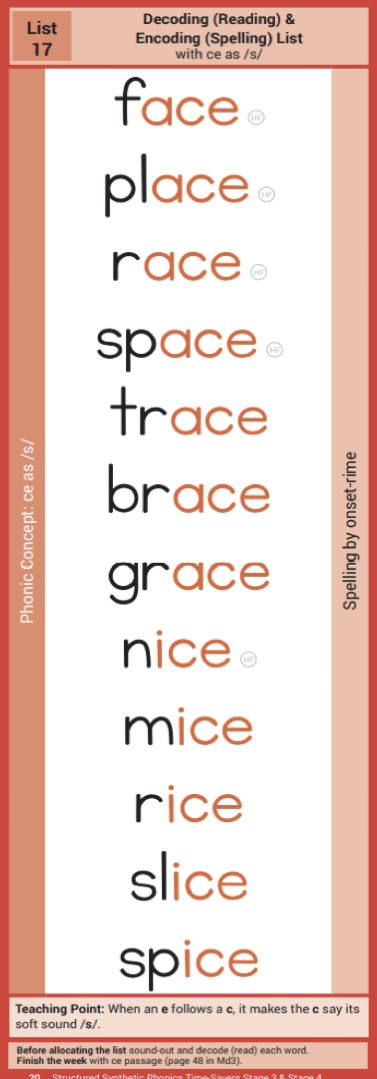 List
17
Decoding (Reading) &
Encoding (Spelling) List
with ce as /s/
Phonic Concept: ce as /s/
face HF
place HF
race HF
space HF
trace
brace
grace
nice HF
mice
rice
slice
spice
Spelling by onset-rime
Teaching Point: When an e follows a c, it makes the c say its
soft sound /s/.
Before allocating the list sound-out and decode (read) each word.
Finish the week with ce passage (page 48 in Md3).
20 Structured Synthetic Phonics Time-Savers Stage 3 & Stage 4